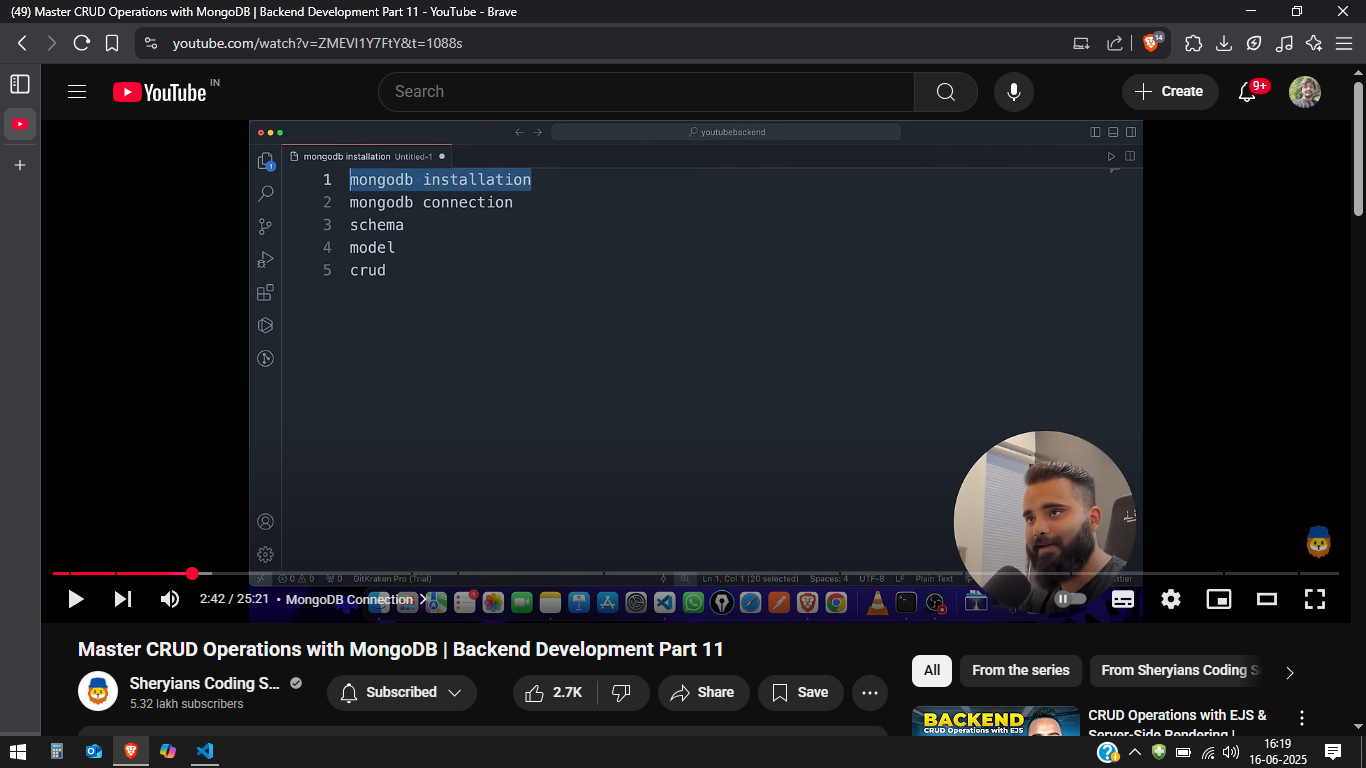 (49) Master CRUD Operations with MongoDB | Backend Development Part 11 - YouTube - Brave
youtube.com/watch?v=ZMEVI1Y7FtY&t=1088s
14
YouTube IN
Search
Create
9+
youtubebackend
mongodb installation Untitled-1
1 mongodb installation
2 mongodb connection
3 schema
4 model
5 crud
1
0 0 0 GitKraken Pro (Trial)
Ln 1, Col 1 (20 selected) Spaces: 4 UTF-8 LF Plain Text
2:42 / 25:21 • MongoDB Connection
Master CRUD Operations with MongoDB | Backend Development Part 11
Sheryians Coding S...
5.32 lakh subscribers
Subscribed
2.7K
Share
Save
All
From the series
From Sheryians Coding S
BACKEND
CRUD Operations with EJS
CRUD Operations with EJS &
Server-Side Rendering |
16:19
16-06-2025